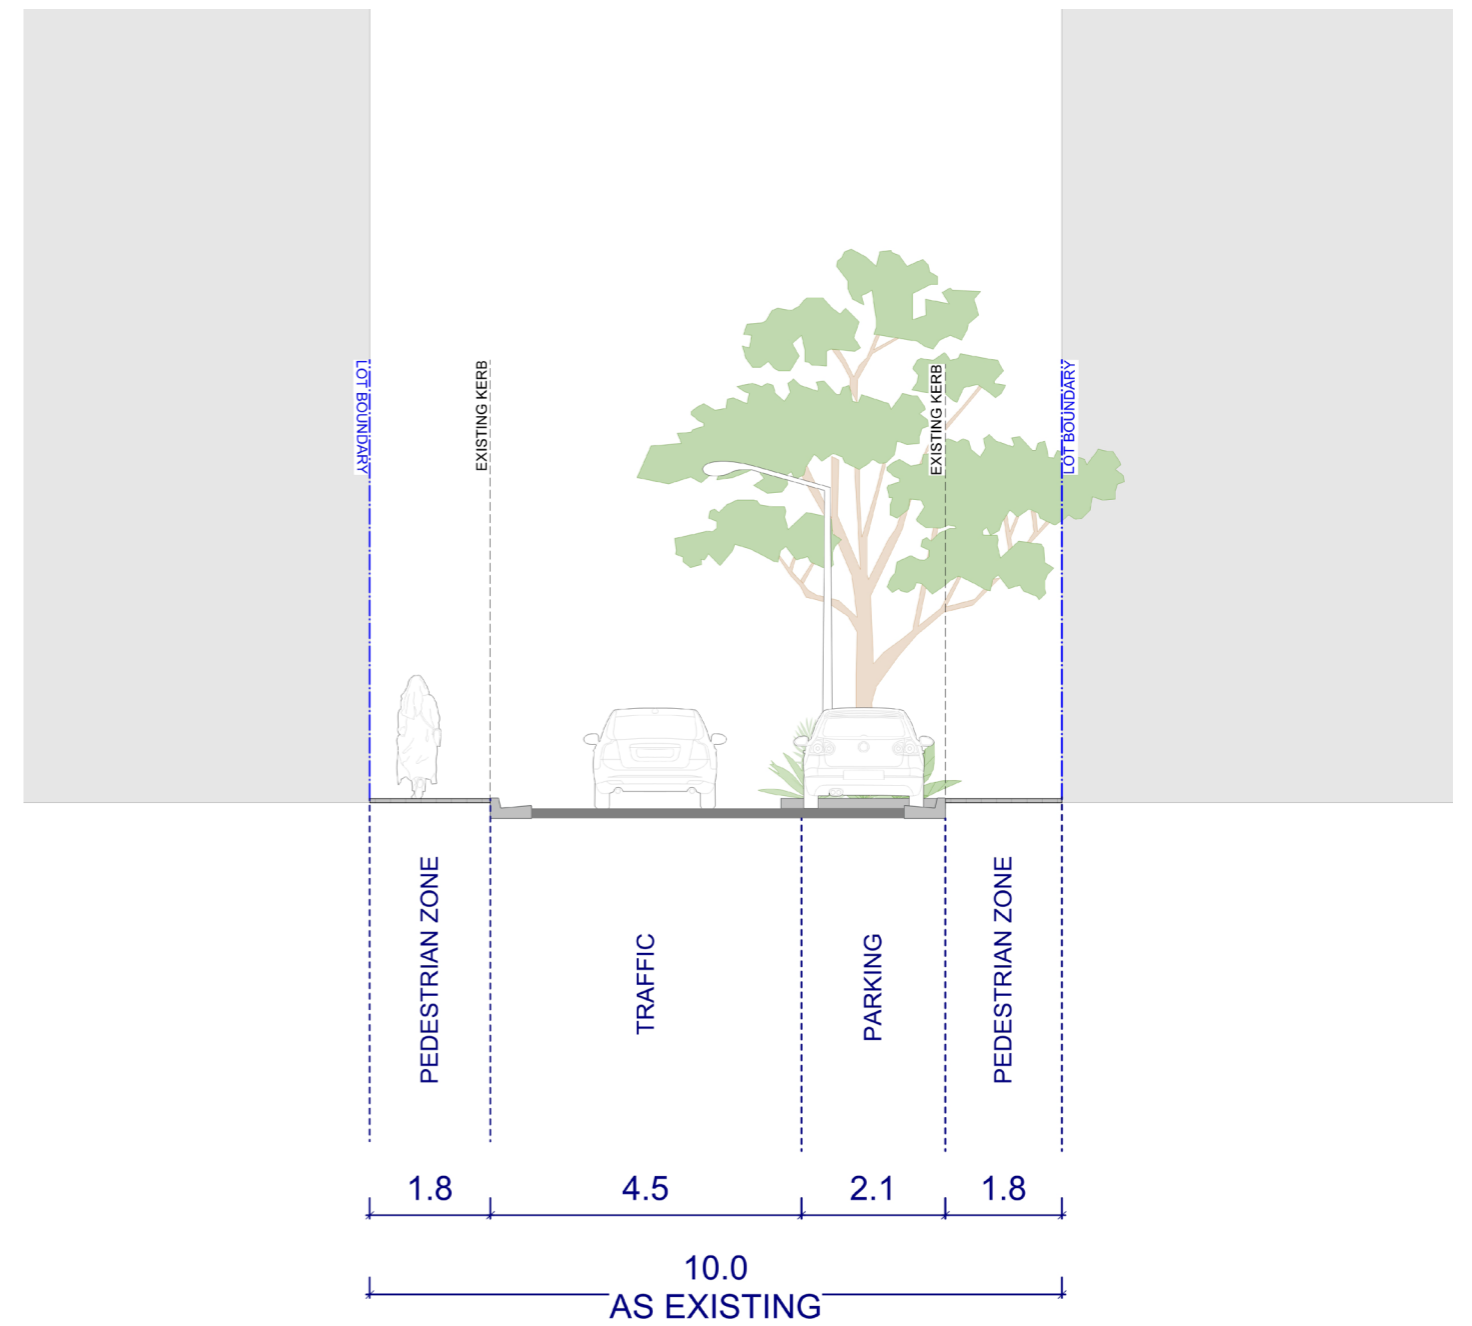 LOT BOUNDARY
EXISTING KERB
EXISTING KERB
LOT BOUNDARY
PEDESTRIAN ZONE
TRAFFIC
PARKING
PEDESTRIAN ZONE
1.8
4.5
2.1
1.8
10.0
AS EXISTING